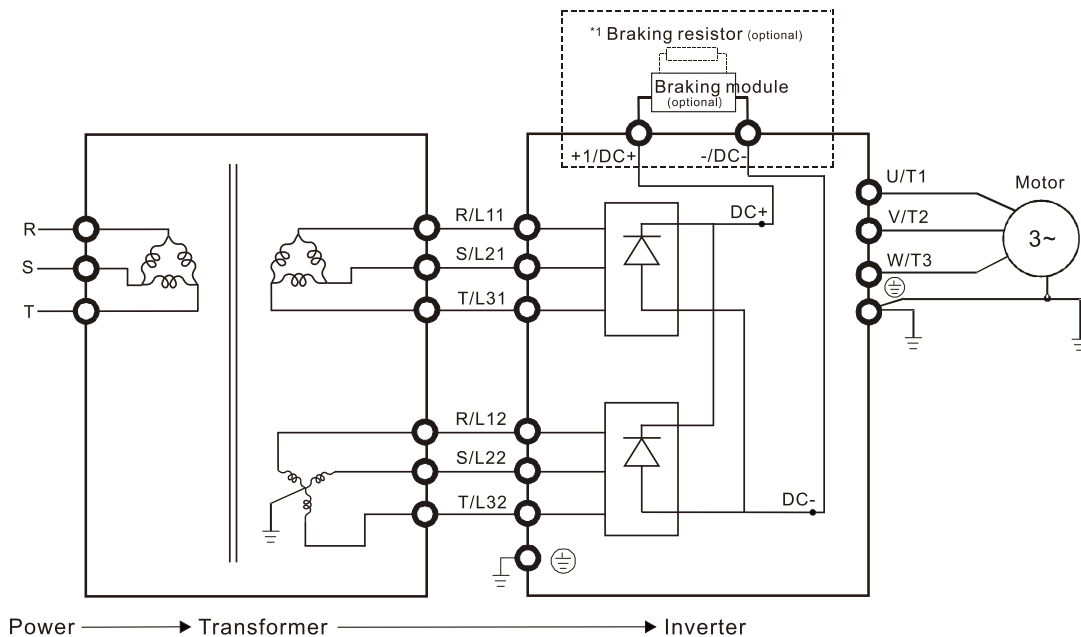 *1 Braking resistor (optional)
Braking module
(optional)
+1/DC+
-/DC-
R
S
T
R/L11
S/L21
T/L31
R/L12
S/L22
T/L32
DC+
DC-
U/T1
V/T2
W/T3
Motor
3~
Power
Transformer
Inverter